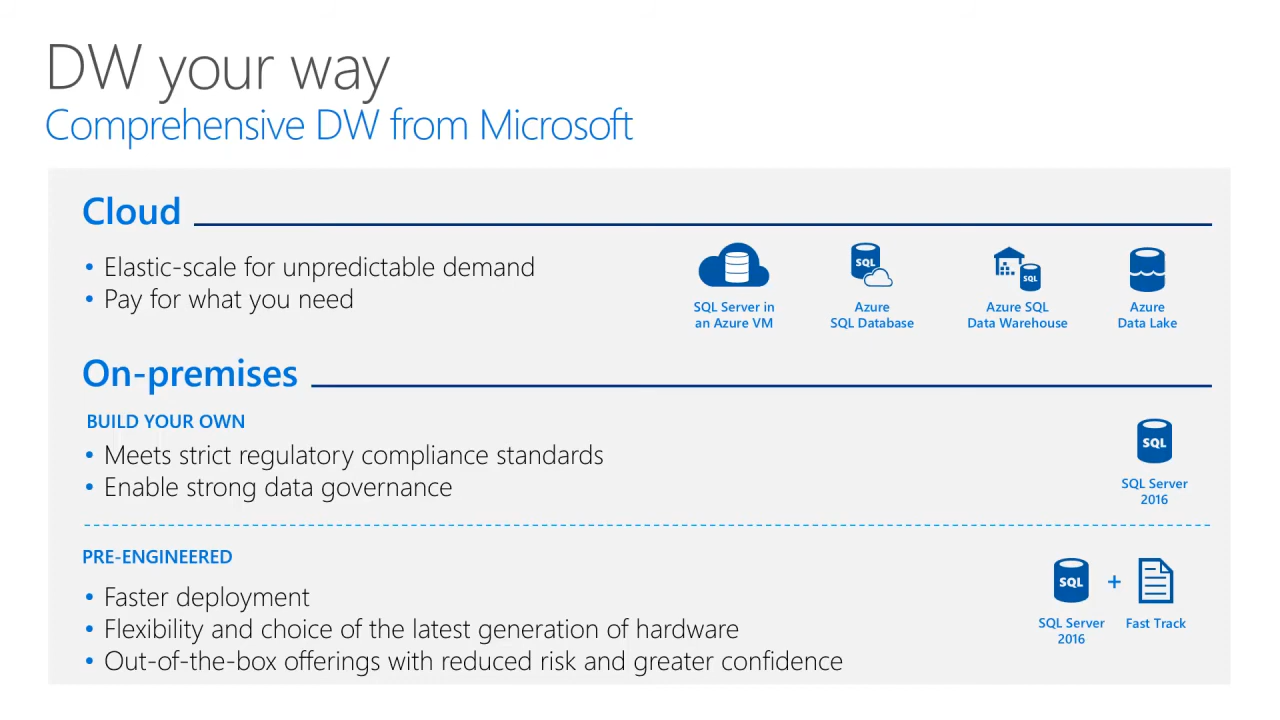 DW your way
Comprehensive DW from Microsoft
Cloud
• Elastic-scale for unpredictable demand
• Pay for what you need
SQL
SQL
SQL Server in
an Azure VM
Azure
SQL Database
Azure SQL
Data Warehouse
Azure
Data Lake
On-premises
BUILD YOUR OWN
• Meets strict regulatory compliance standards
• Enable strong data governance
SQL
SQL Server
2016
PRE-ENGINEERED
• Faster deployment
• Flexibility and choice of the latest generation of hardware
• Out-of-the-box offerings with reduced risk and greater confidence
SQL
+
SQL Server
2016
Fast Track